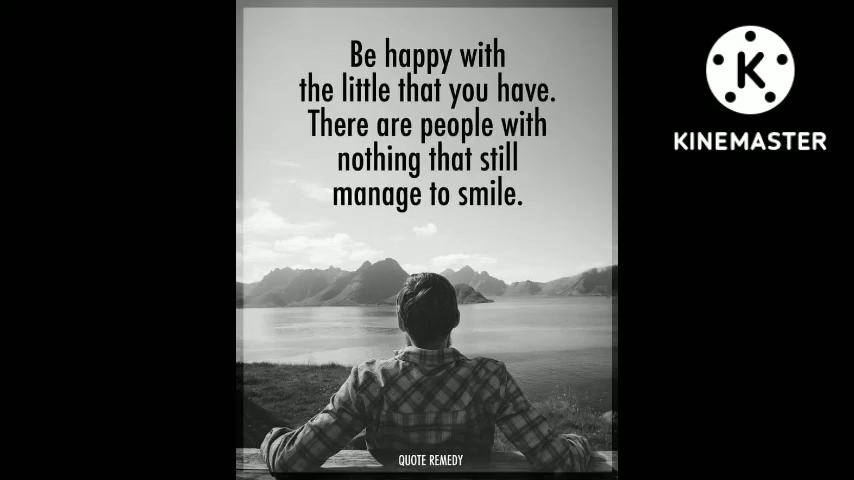 Be happy with
the little that you have.
There are people with
nothing that still
manage to smile.
QUOTE REMEDY
K
KINEMASTER